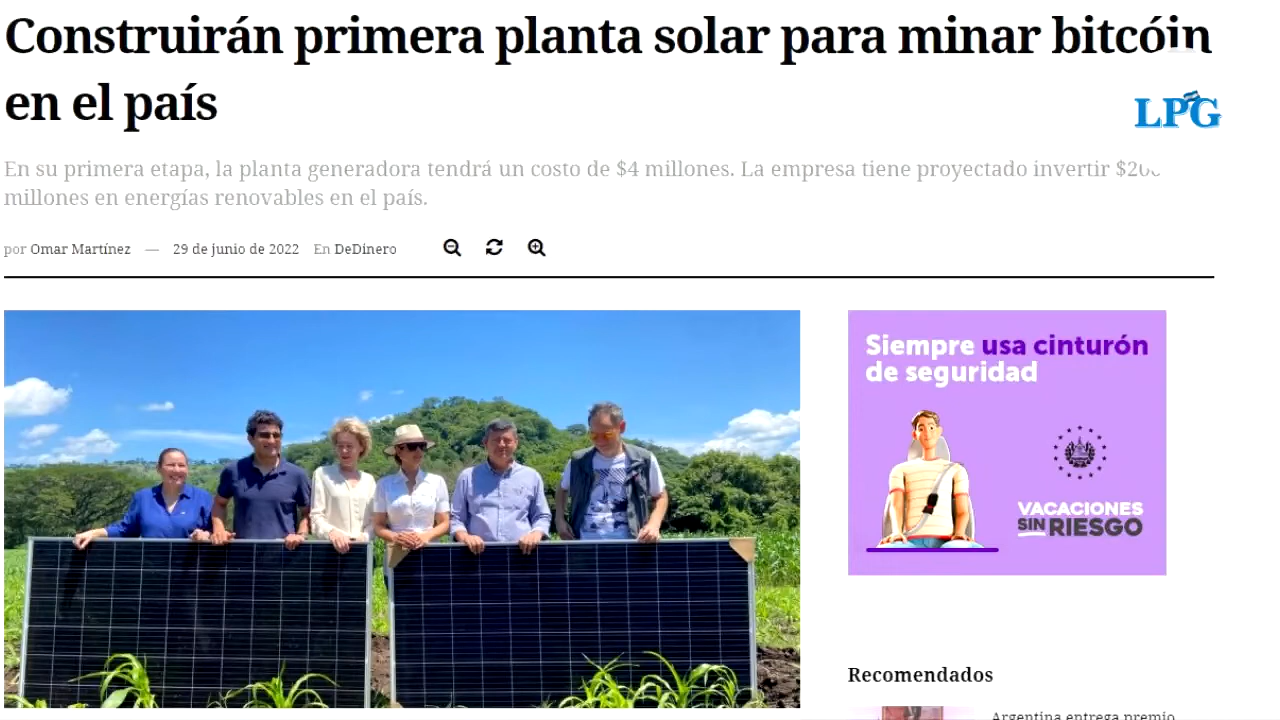 Construirán primera planta solar para minar bitcóin
en el país
LPG
En su primera etapa, la planta generadora tendrá un costo de $4 millones. La empresa tiene proyectado invertir
millones en energías renovables en el país.
por Omar Martínez — 29 de junio de 2022 En DeDinero
Siempre usa cinturón
de seguridad
VACACIONES
SIN RIESGO
Recomendados
Argentina entrega premio